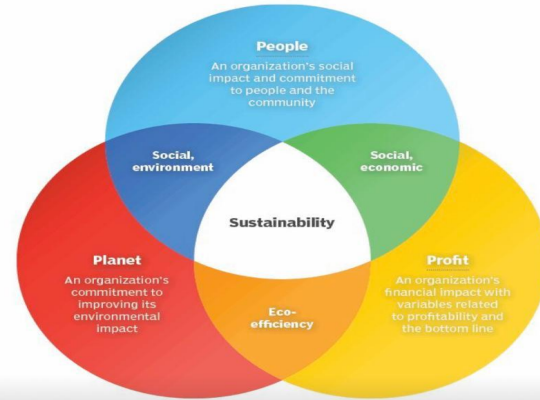 People
An organization's social
impact and commitment
to people and the
community
Social,
environment
Social,
economic
Sustainability
Planet
An organization's
commitment to
improving its
environmental
impact
Profit
An organization's
financial impact with
variables related
to profitability and
the bottom line
Eco-
efficiency